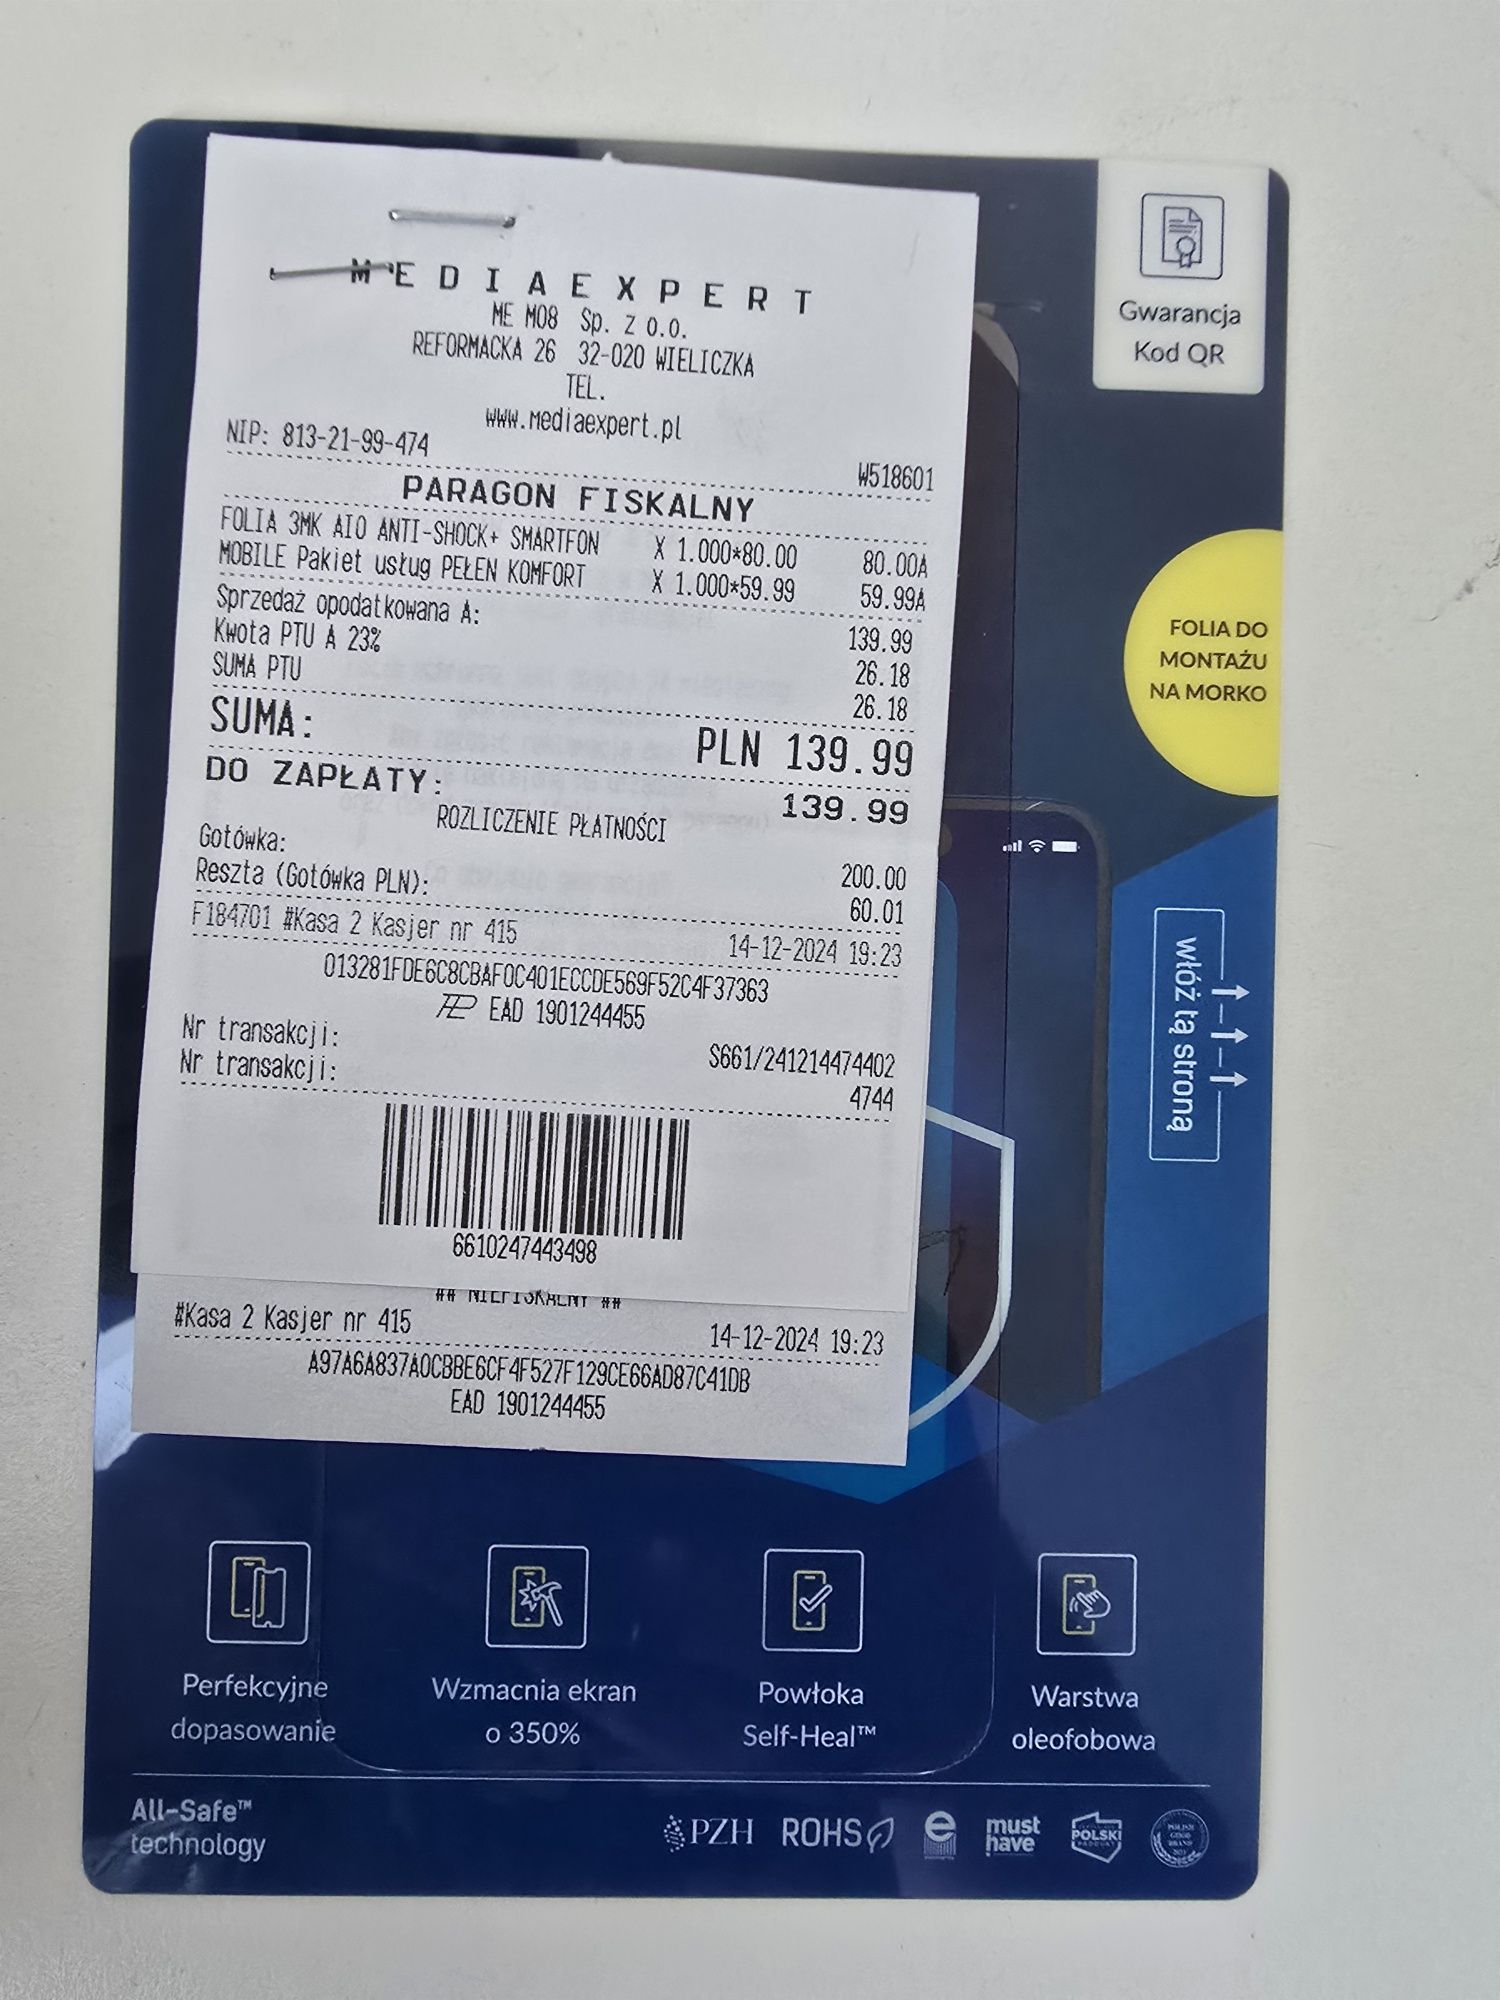 MEDIAEXPERT
ME M08 Sp. Z o.o.
REFORMACKA 26 32-020 WIELICZKA
TEL.
www.mediaexpert.pl
NIP: 813-21-99-474
W518601
PARAGON FISKALNY
FOLIA 3MK AIO ANTI-SHOCK+ SMARTFON X 1.000*80.00 80.00A
MOBILE Pakiet usług PEŁEN KOMFORT X 1.000*59.99 59.99A
Sprzedaż opodatkowana A: 139.99
Kwota PTU A 23% 26.18
SUMA PTU 26.18
SUMA: PLN 139.99
DO ZAPŁATY: 139.99
ROZLICZENIE PŁATNOŚCI
Gotówka: 200.00
Reszta (Gotówka PLN): 60.01
F184701 #Kasa 2 Kasjer nr 415 14-12-2024 19:23
013281FDE6C8CBAF0C401ECCDE569F52C4F37363
EAD 1901244455
Nr transakcji: S661/241214474402
Nr transakcji: 4744
6610247443498
## NIEFISKALNY ##
#Kasa 2 Kasjer nr 415 14-12-2024 19:23
A97A6A837A0CBBE6CF4F527F129CE66AD87C41DB
EAD 1901244455
Gwarancja
Kod QR
FOLIA DO
MONTAŻU
NA MORKO
włóż tą stroną
Perfekcyjne
dopasowanie
Wzmacnia ekran
o 350%
Powłoka
Self-Heal™
Warstwa
oleofobowa
All-Safe™
technology
PZH
ROHS
e
must
have
POLSKI
PRODUKT
POLISH
GOOD
BRAND